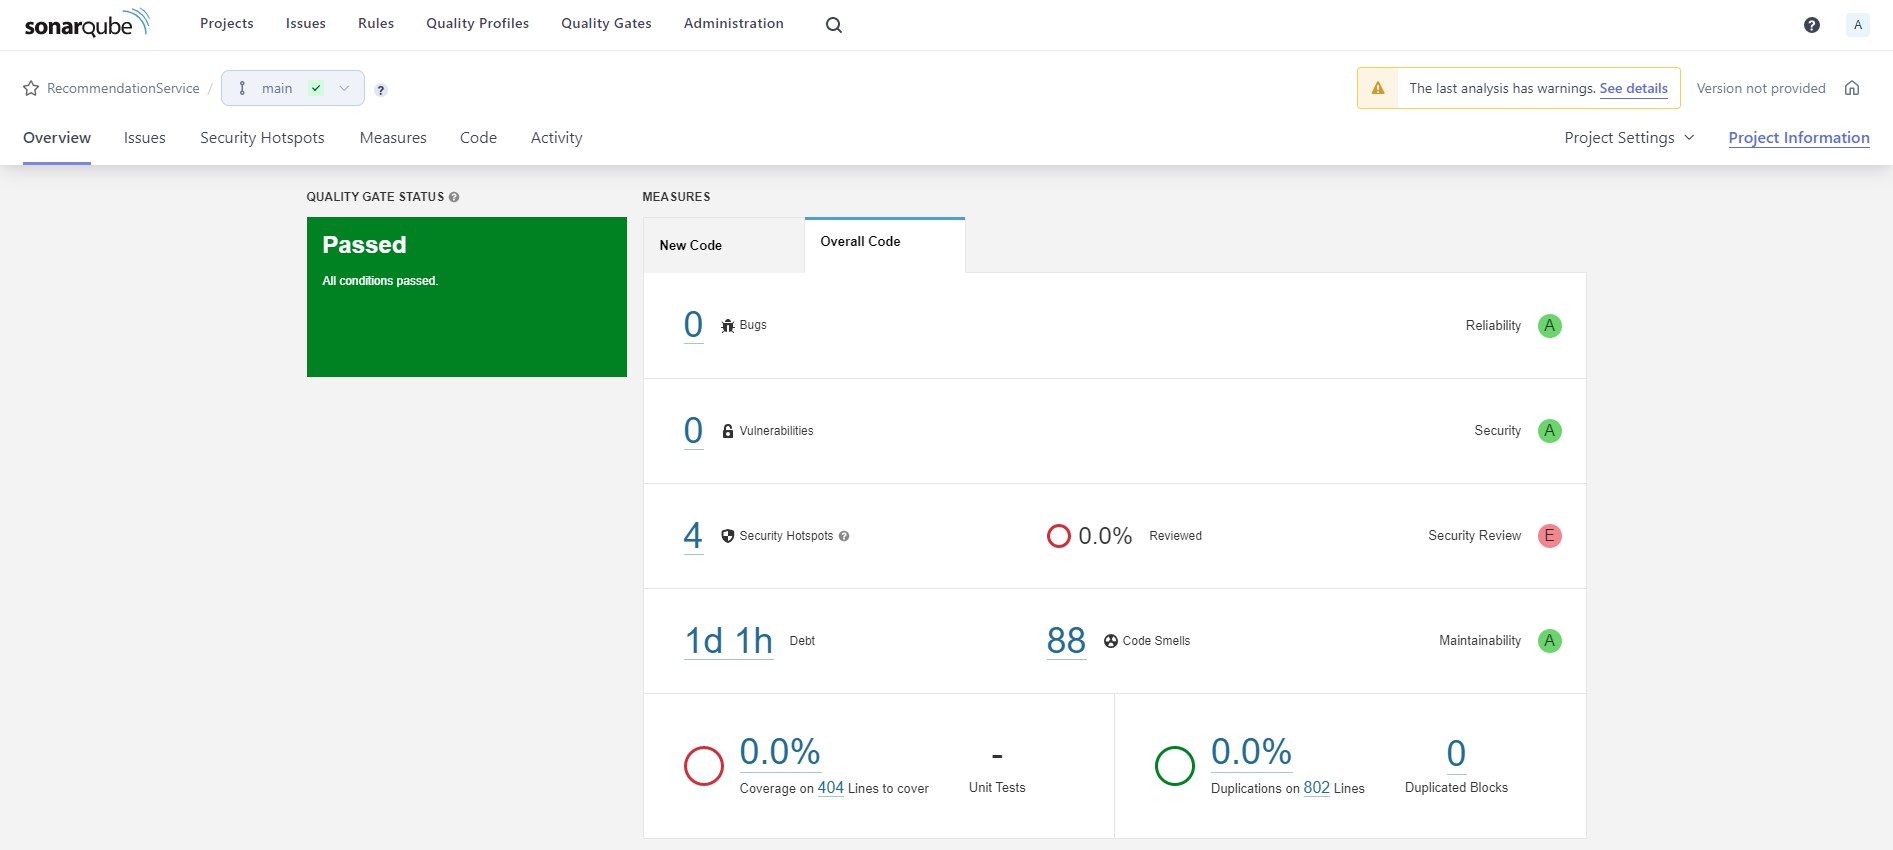 sonarqube Projects Issues Rules Quality Profiles Quality Gates Administration ? A
RecommendationService / main ? The last analysis has warnings. See details Version not provided
Overview Issues Security Hotspots Measures Code Activity Project Settings Project Information
QUALITY GATE STATUS ?
Passed
All conditions passed.
MEASURES
New Code Overall Code
0 Bugs Reliability A
0 Vulnerabilities Security A
4 Security Hotspots ? 0.0% Reviewed Security Review E
1d 1h Debt 88 Code Smells Maintainability A
0.0% - 0.0% 0
Coverage on 404 Lines to cover Unit Tests Duplications on 802 Lines Duplicated Blocks